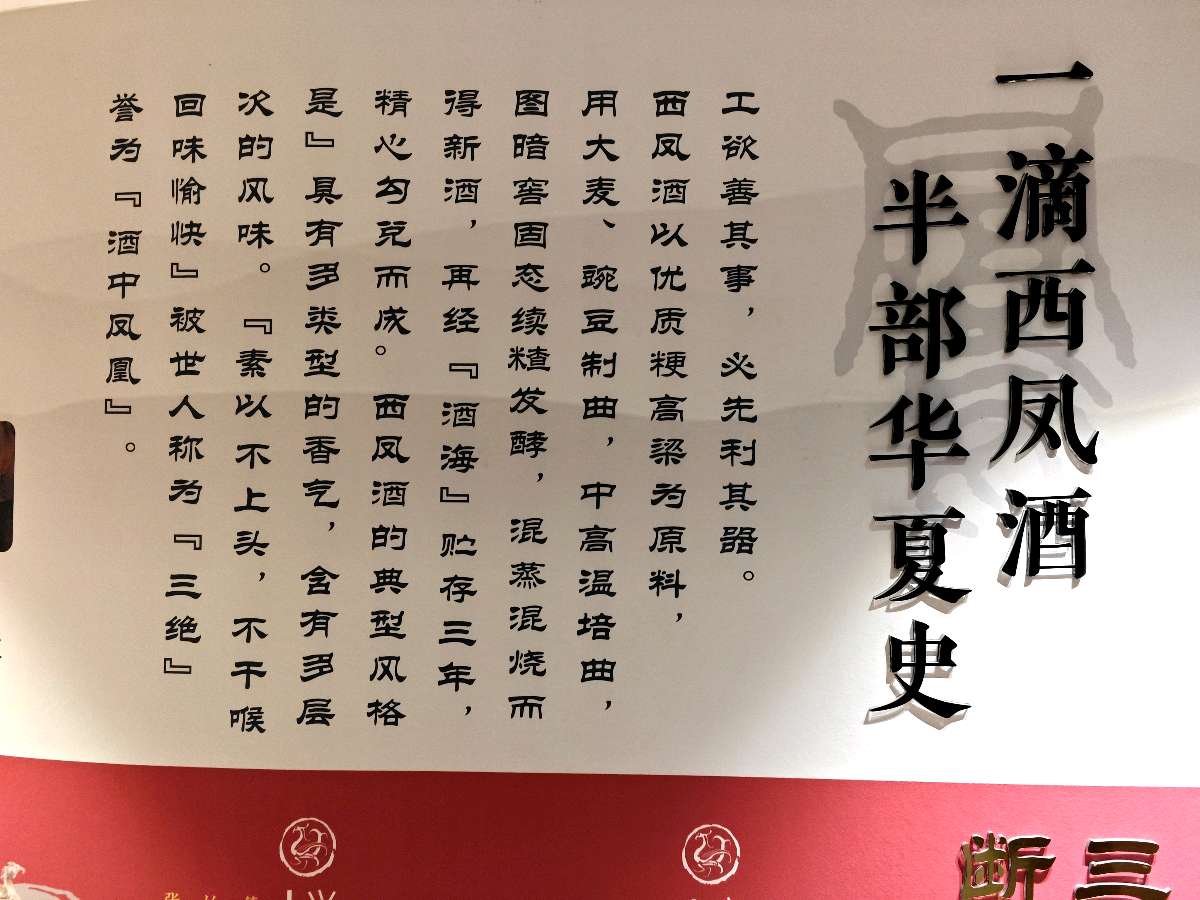 一滴西凤酒
半部华夏史
工欲善其事，必先利其器。
西凤酒以优质粳高粱为原料，
用大麦、豌豆制曲，中高温培曲，
图暗窖固态续糙发酵，混蒸混烧而
得新酒，再经『酒海』贮存三年，
精心勾兑而成。西凤酒的典型风格
是』具有多类型的香气，含有多层
次的风味。『素以不上头，不干喉
回味愉快』被世人称为『三绝』
誉为『酒中凤凰』。
三
断